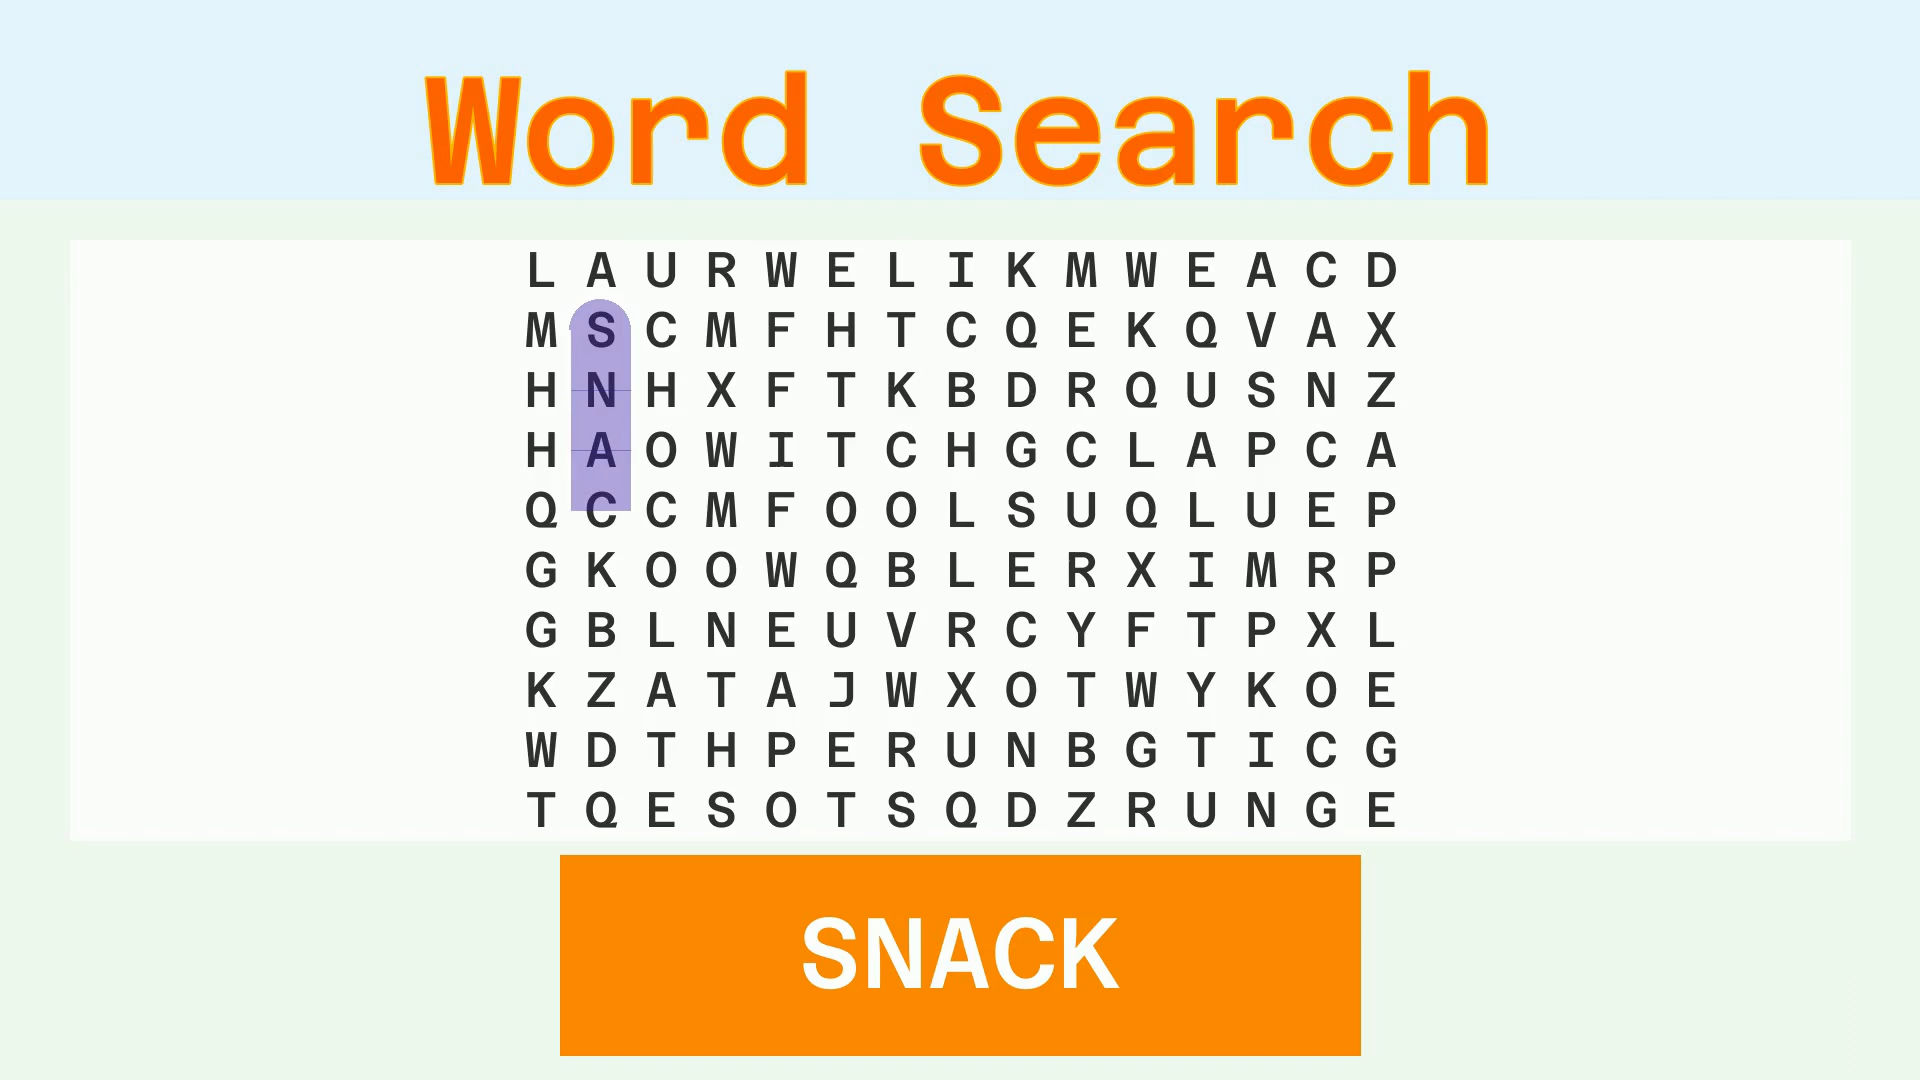 Word Search
L A U R W E L I K M W E A C D
M S C M F H T C Q E K Q V A X
H N H X F T K B D R Q U S N Z
H A O W I T C H G C L A P C A
Q C C M F O O L S U Q L U E P
G K O O W Q B L E R X I M R P
G B L N E U V R C Y F T P X L
K Z A T A J W X O T W Y K O E
W D T H P E R U N B G T I C G
T Q E S O T S Q D Z R U N G E
SNACK